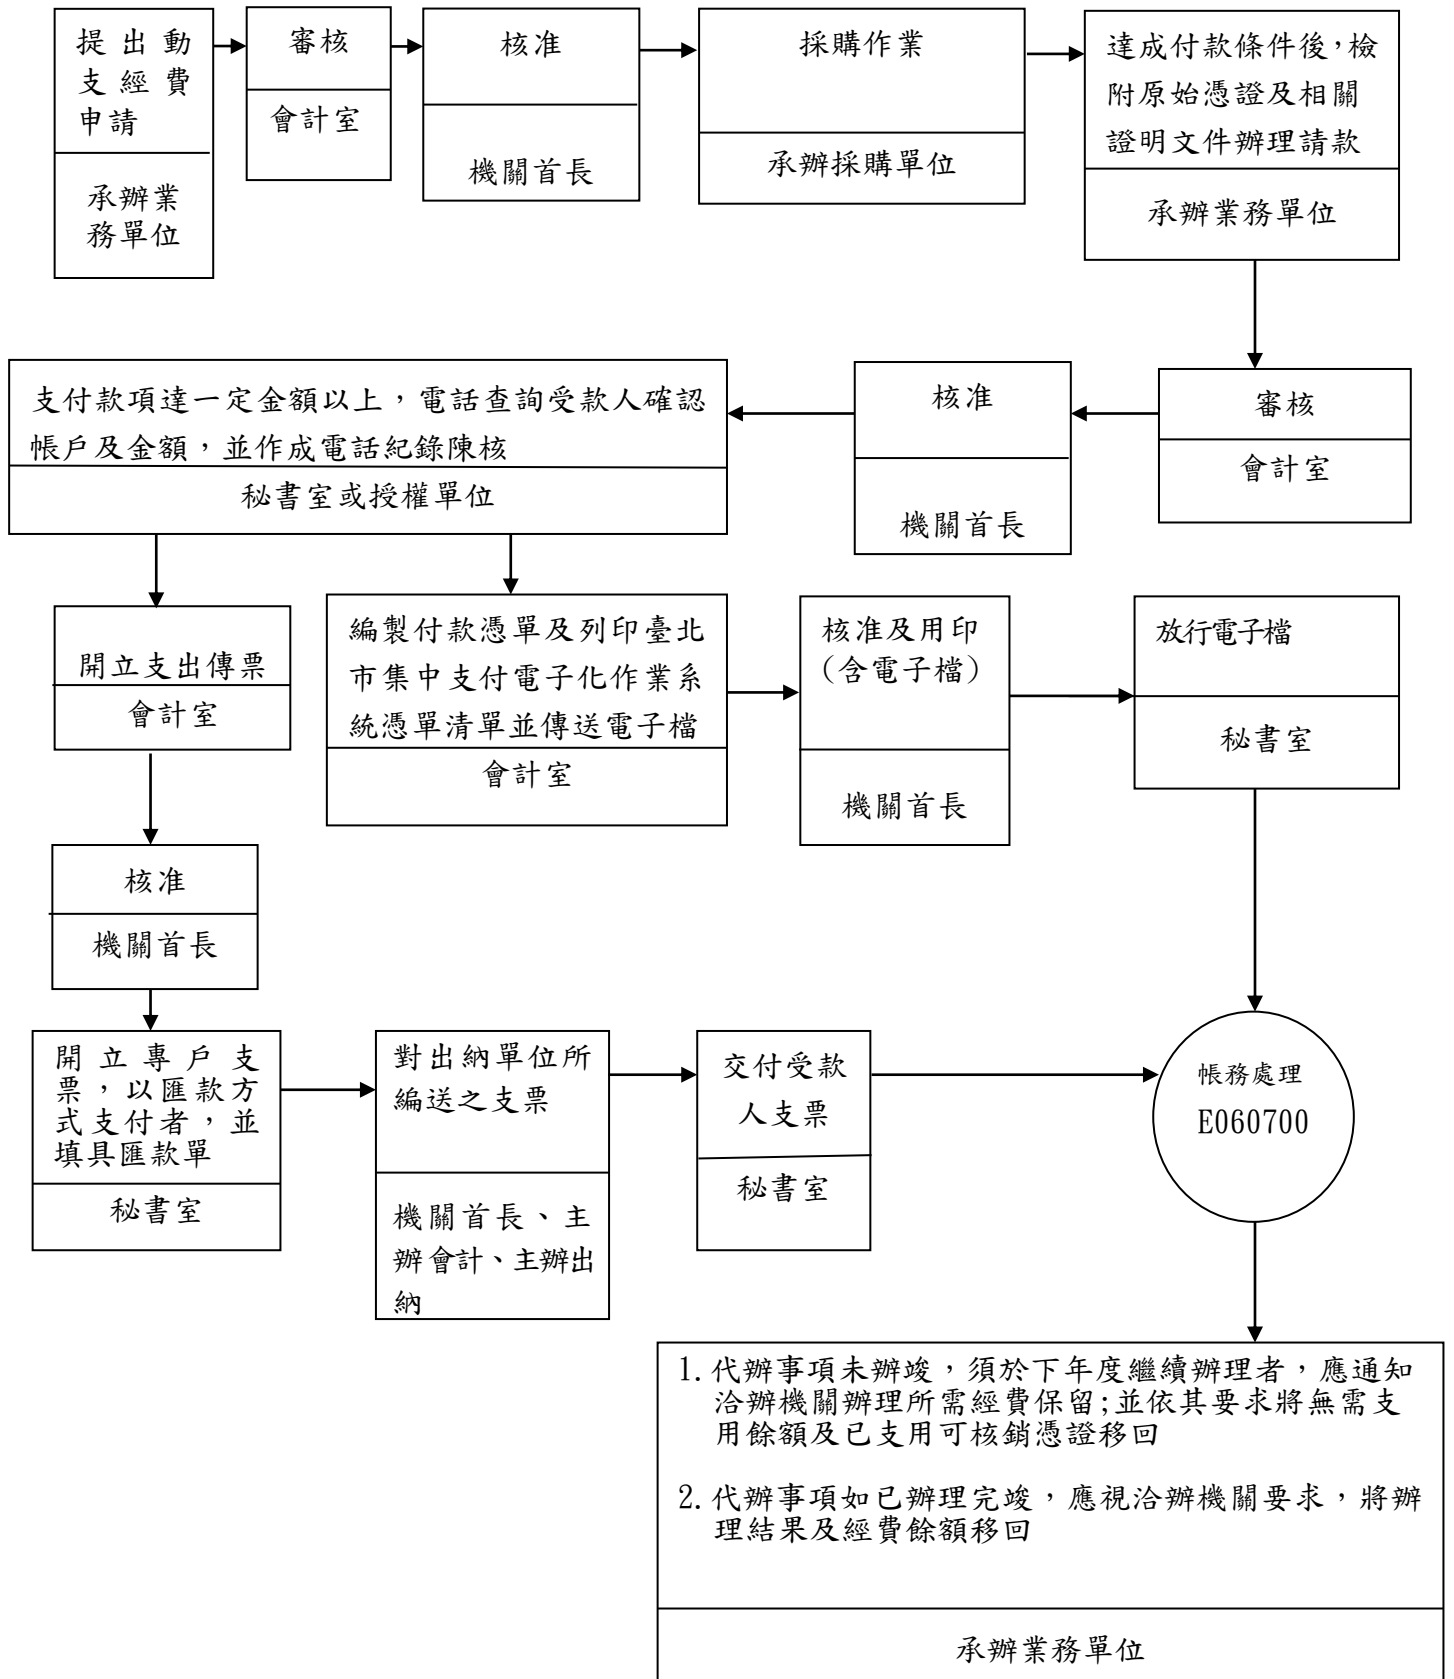 提出動
支經費
申請
承辦業
務單位
審核
會計室
核准
機關首長
採購作業
承辦採購單位
達成付款條件後，檢
附原始憑證及相關
證明文件辦理請款
承辦業務單位
審核
會計室
核准
機關首長
支付款項達一定金額以上，電話查詢受款人確認
帳戶及金額，並作成電話紀錄陳核
秘書室或授權單位
開立支出傳票
會計室
編製付款憑單及列印臺北
市集中支付電子化作業系
統憑單清單並傳送電子檔
會計室
核准及用印
(含電子檔)
機關首長
放行電子檔
秘書室
核准
機關首長
開立專戶支
票，以匯款方
式支付者，並
填具匯款單
秘書室
對出納單位所
編送之支票
機關首長、主
辦會計、主辦出
納
交付受款
人支票
秘書室
帳務處理
E060700
1.代辦事項未辦竣，須於下年度繼續辦理者，應通知
洽辦機關辦理所需經費保留;並依其要求將無需支
用餘額及已支用可核銷憑證移回
2.代辦事項如已辦理完竣，應視洽辦機關要求，將辦
理結果及經費餘額移回
承辦業務單位